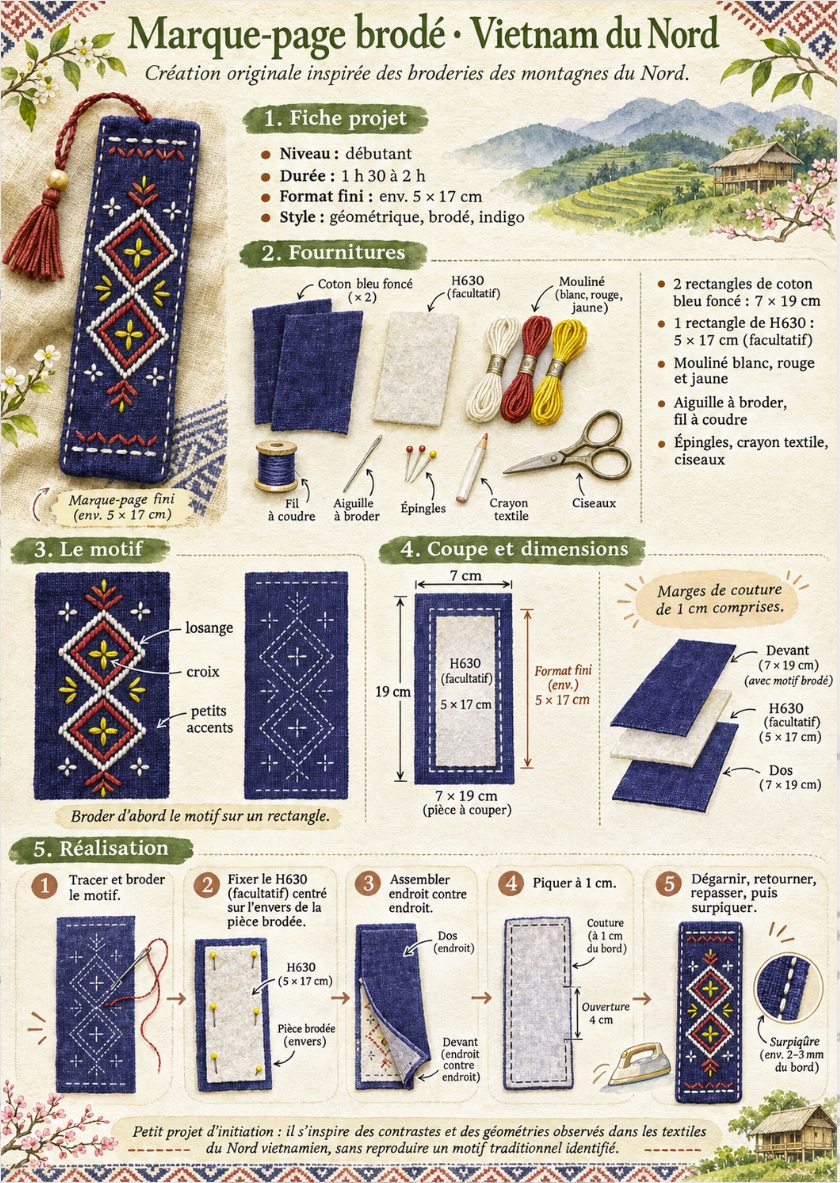 Marque-page brodé · Vietnam du Nord
Création originale inspirée des broderies des montagnes du Nord.
1. Fiche projet
Niveau : débutant
Durée : 1 h 30 à 2 h
Format fini : env. 5 × 17 cm
Style : géométrique, brodé, indigo
Marque-page fini
(env. 5 × 17 cm)
2. Fournitures
Coton bleu foncé
(× 2)
H630
(facultatif)
Mouliné
(blanc, rouge,
jaune)
Fil
à coudre
Aiguille
à broder
Épingles
Crayon
textile
Ciseaux
2 rectangles de coton
bleu foncé : 7 × 19 cm
1 rectangle de H630 :
5 × 17 cm (facultatif)
Mouliné blanc, rouge
et jaune
Aiguille à broder,
fil à coudre
Épingles, crayon textile,
ciseaux
3. Le motif
losange
croix
petits
accents
Broder d'abord le motif sur un rectangle.
4. Coupe et dimensions
7 cm
19 cm
H630
(facultatif)
5 × 17 cm
Format fini
(env.)
5 × 17 cm
7 × 19 cm
(pièce à couper)
Marges de couture
de 1 cm comprises.
Devant
(7 × 19 cm)
(avec motif brodé)
H630
(facultatif)
(5 × 17 cm)
Dos
(7 × 19 cm)
5. Réalisation
1 Tracer et broder
le motif.
2 Fixer le H630
(facultatif) centré
sur l'envers de la
pièce brodée.
H630
(5 × 17 cm)
Pièce brodée
(envers)
3 Assembler
endroit contre
endroit.
Dos
(endroit)
Devant
(endroit
contre
endroit)
4 Piquer à 1 cm.
Couture
(à 1 cm
du bord)
Ouverture
4 cm
5 Dégarnir, retourner,
repasser, puis
surpiquer.
Surpiqûre
(env. 2–3 mm
du bord)
Petit projet d'initiation : il s'inspire des contrastes et des géométries observés dans les textiles
du Nord vietnamien, sans reproduire un motif traditionnel identifié.